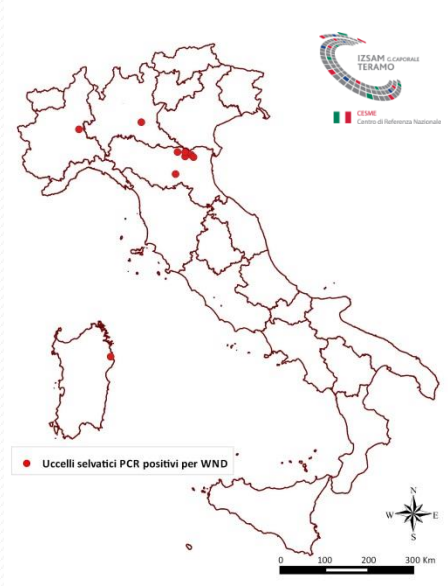 IZSAM G.CAPORALE
TERAMO
CESME
Centro di Referenza Nazionale
Uccelli selvatici PCR positivi per WND
N
W E
S
0 100 200 300 Km